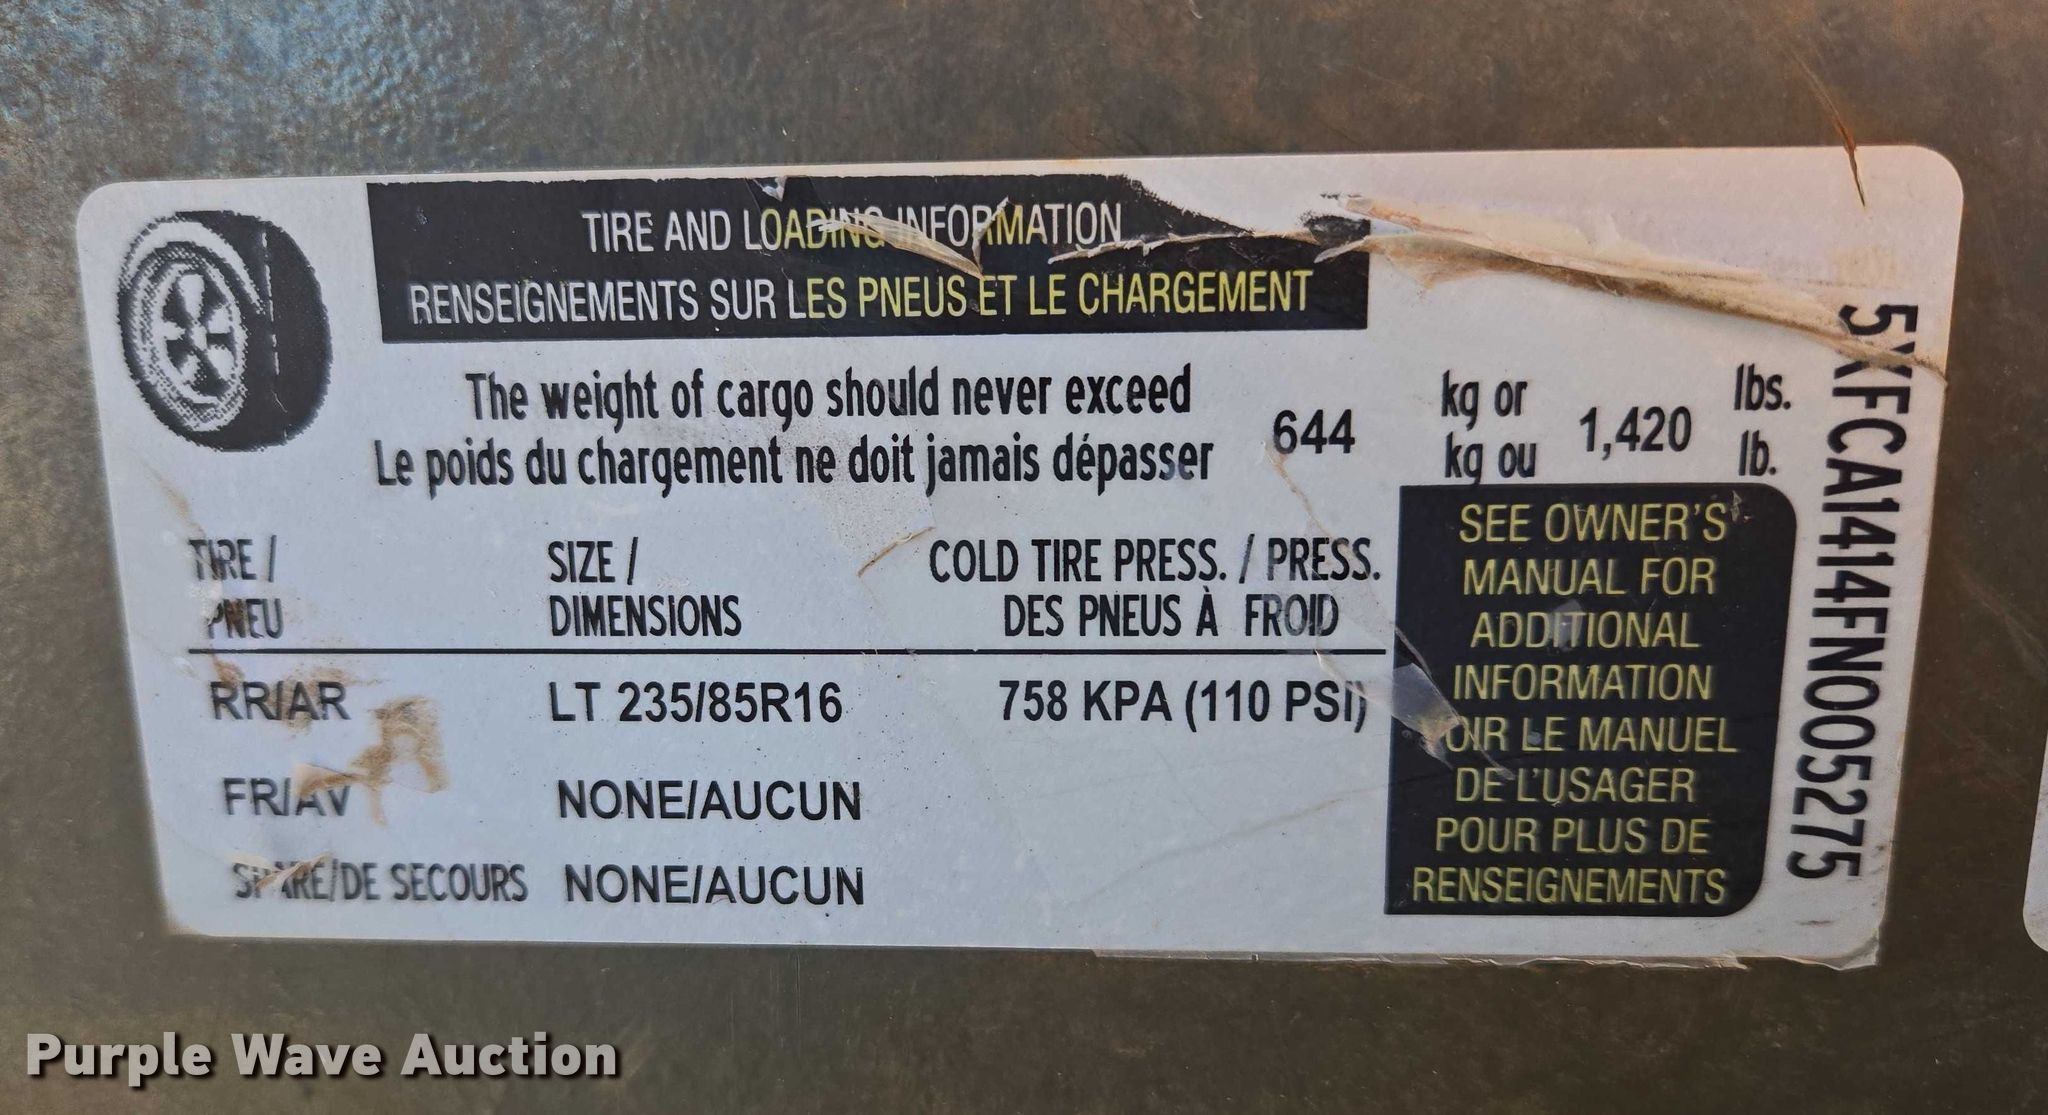 TIRE AND LOADING INFORMATION
RENSEIGNEMENTS SUR LES PNEUS ET LE CHARGEMENT
The weight of cargo should never exceed 644 kg or 1,420 lbs.
Le poids du chargement ne doit jamais dépasser kg ou lb.
TIRE / SIZE / COLD TIRE PRESS. / PRESS.
PNEU DIMENSIONS DES PNEUS À FROID
RR/AR LT 235/85R16 758 KPA (110 PSI)
FR/AV NONE/AUCUN
SPARE/DE SECOURS NONE/AUCUN
SEE OWNER'S
MANUAL FOR
ADDITIONAL
INFORMATION
VOIR LE MANUEL
DE L'USAGER
POUR PLUS DE
RENSEIGNEMENTS
5XFCA1414FN005275
Purple Wave Auction